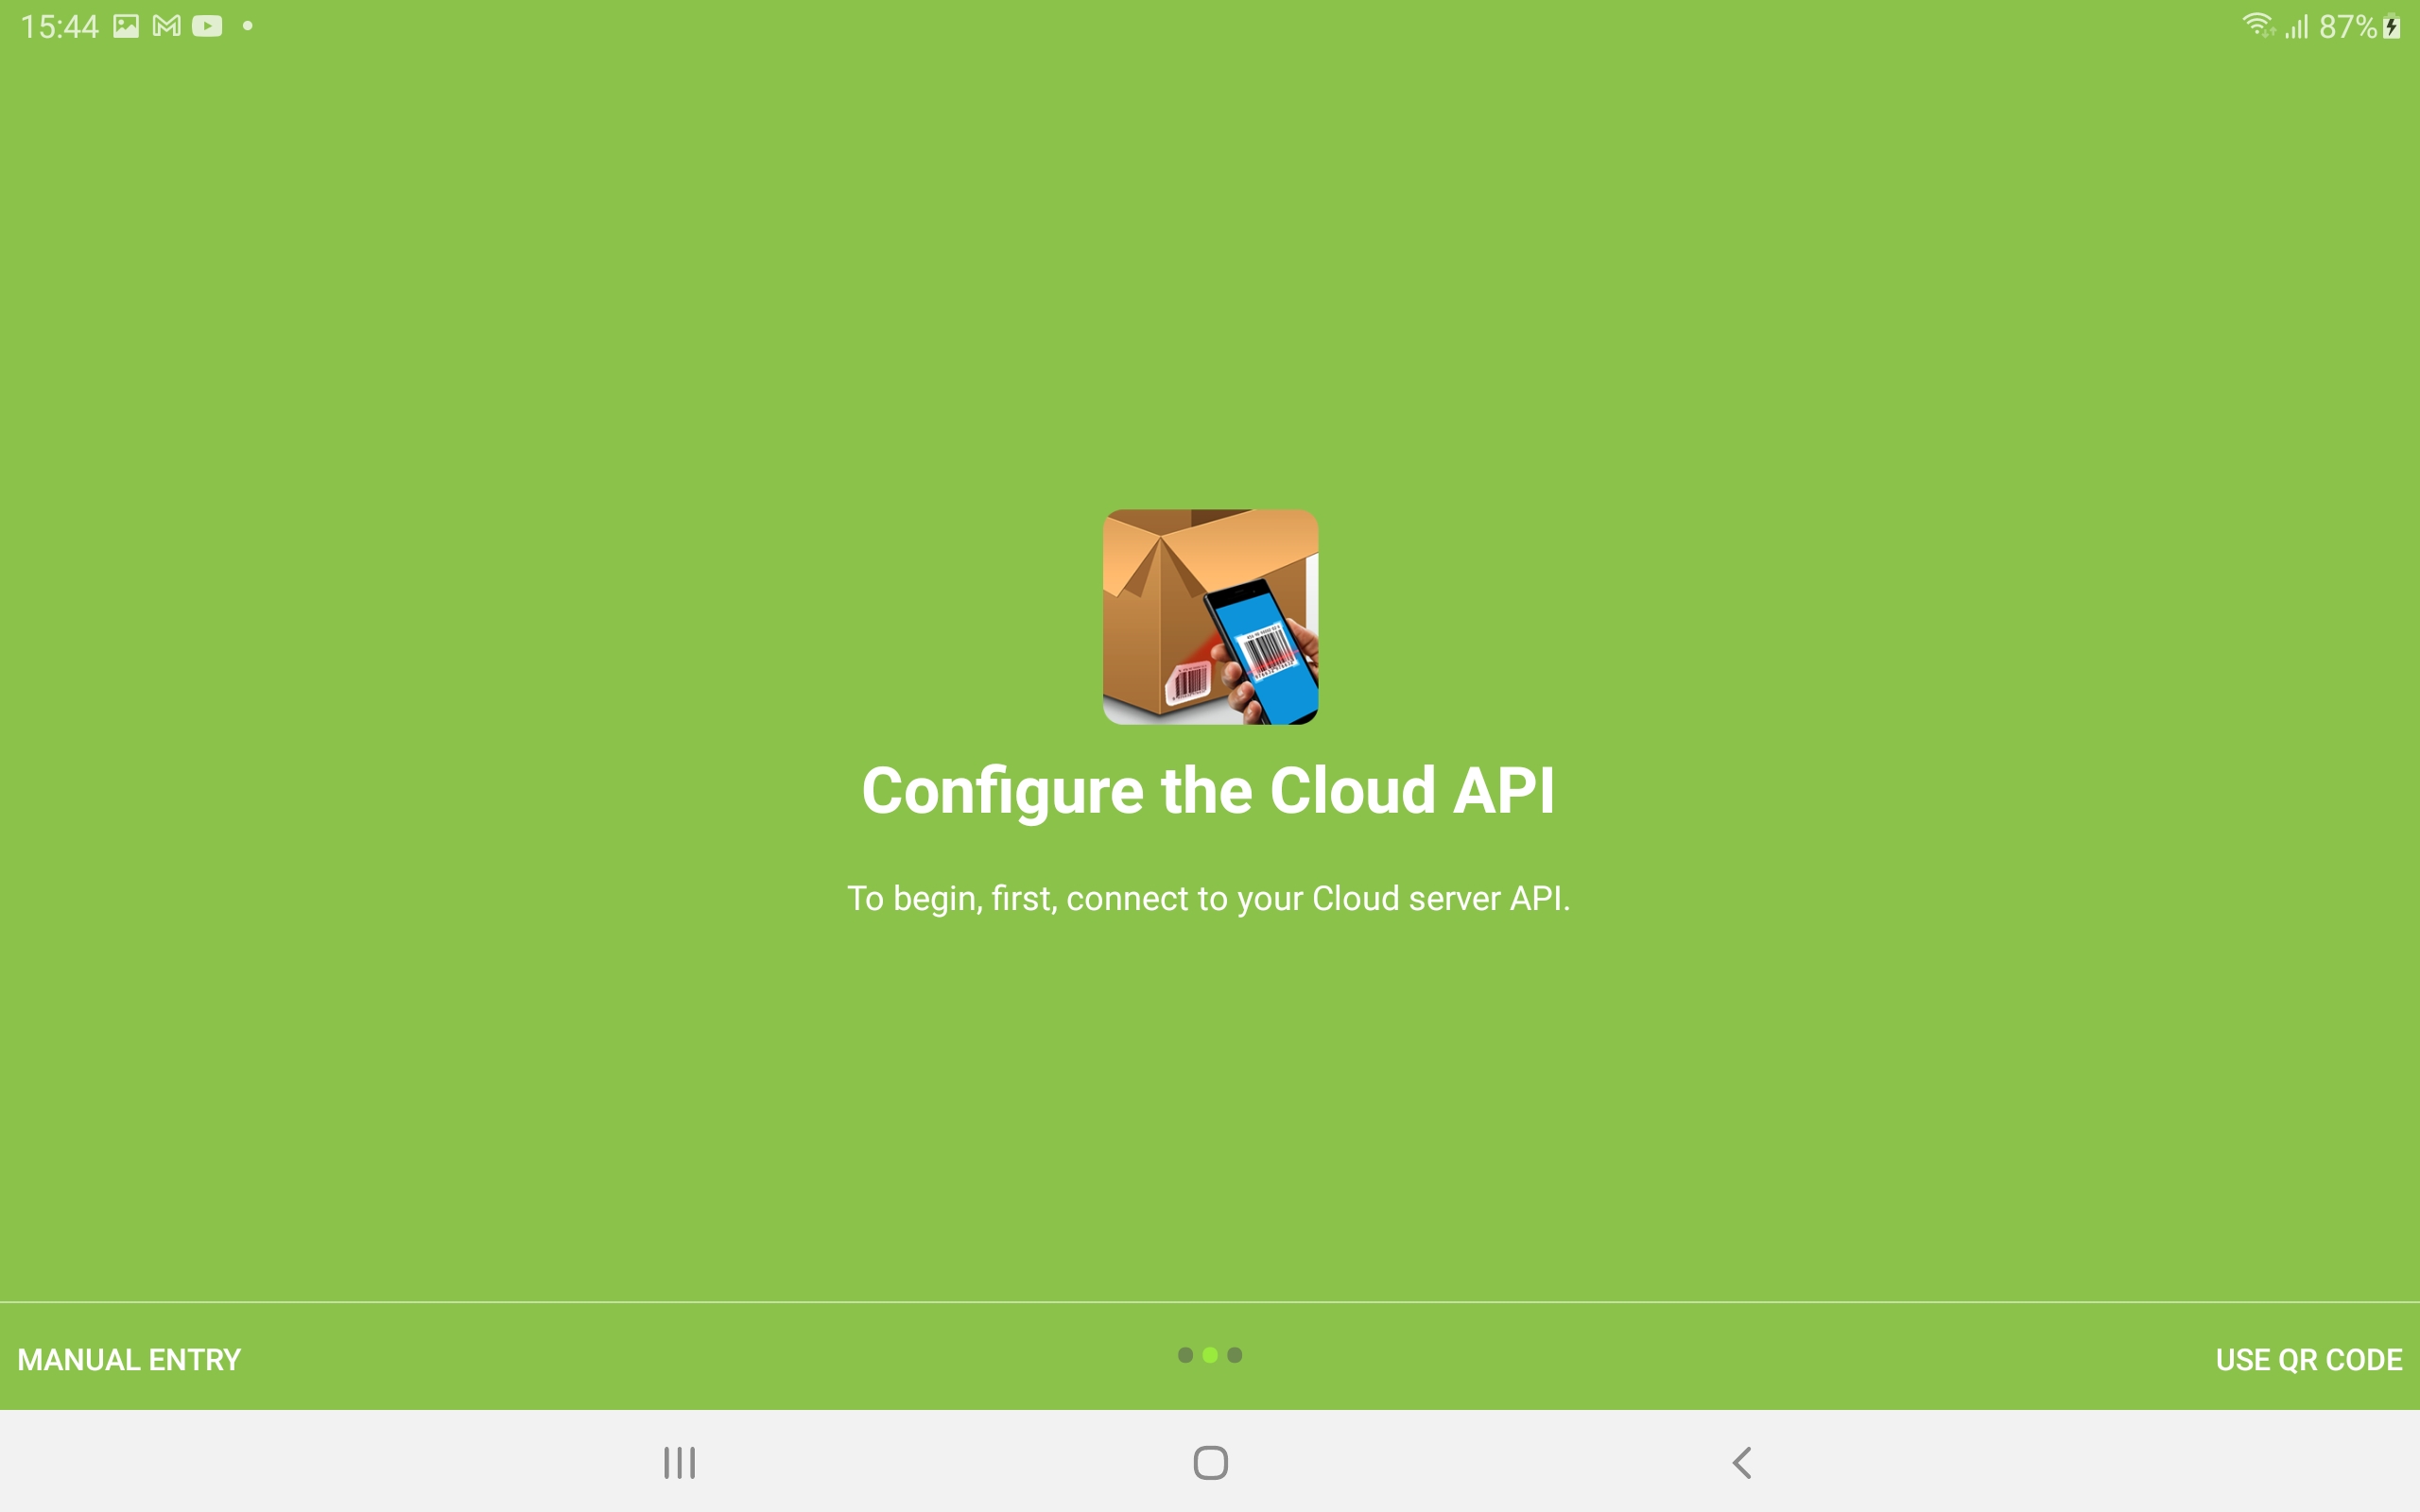 15:44
87%
Configure the Cloud API
To begin, first, connect to your Cloud server API.
MANUAL ENTRY
USE QR CODE